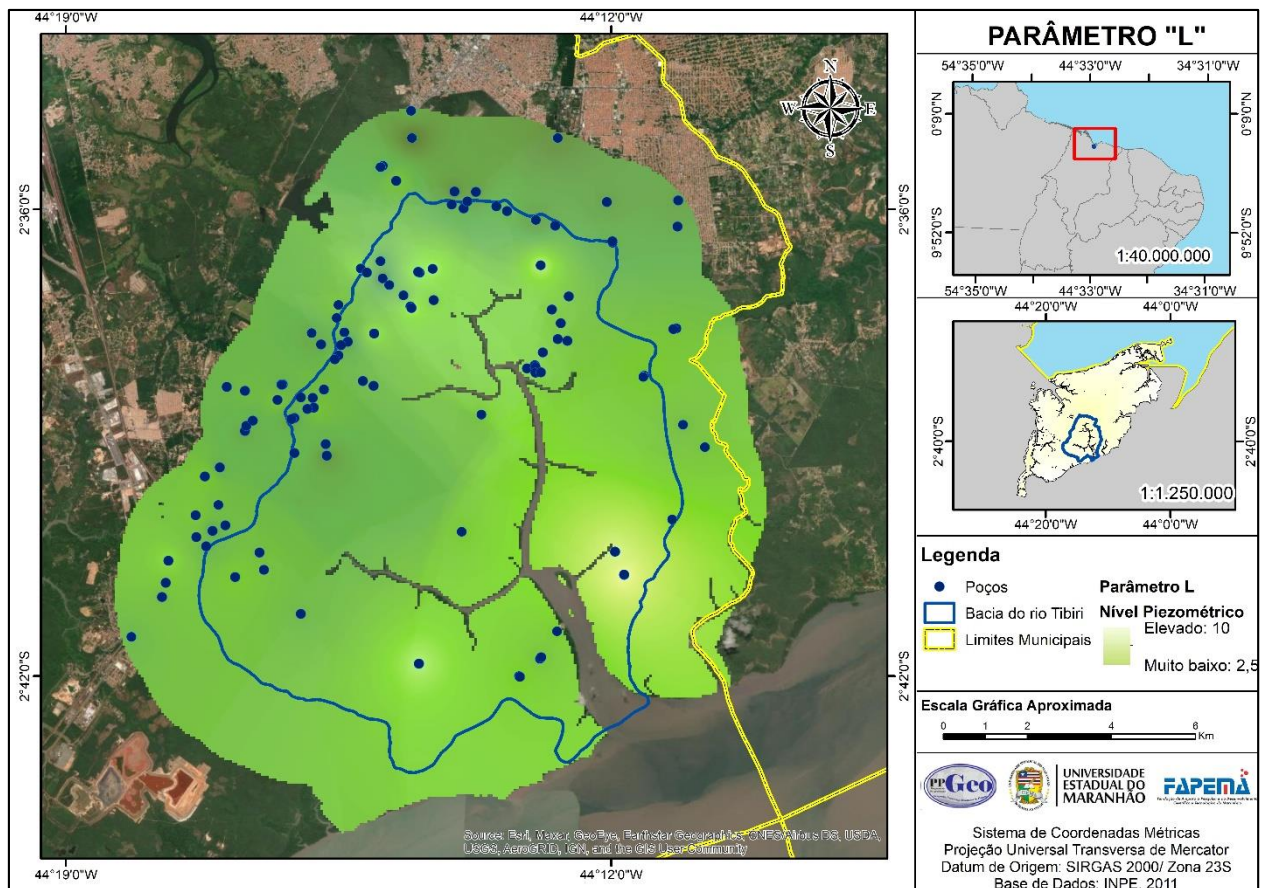 44°19'0"W
44°12'0"W
N
W
E
S
2°36'0"S
2°42'0"S
2°36'0"S
2°42'0"S
44°19'0"W
44°12'0"W
Source: Esri, Maxar, GeoEye, Earthstar Geographics, CNES/Airbus DS, USDA,
USGS, AeroGRID, IGN, and the GIS User Community
PARÂMETRO "L"
54°35'0"W
44°33'0"W
34°31'0"W
0°9'0"N
0°9'0"N
9°52'0"S
9°52'0"S
1:40.000.000
54°35'0"W
44°33'0"W
34°31'0"W
44°20'0"W
44°0'0"W
2°40'0"S
2°40'0"S
1:1.250.000
44°20'0"W
44°0'0"W
Legenda
Poços
Bacia do rio Tibiri
Limites Municipais
Parâmetro L
Nível Piezométrico
Elevado: 10
Muito baixo: 2,5
Escala Gráfica Aproximada
0 1 2 4 6
Km
PPGeo
UNIVERSIDADE
ESTADUAL DO
MARANHÃO
FAPEMA
Sistema de Coordenadas Métricas
Projeção Universal Transversa de Mercator
Datum de Origem: SIRGAS 2000/ Zona 23S
Base de Dados: INPE, 2011